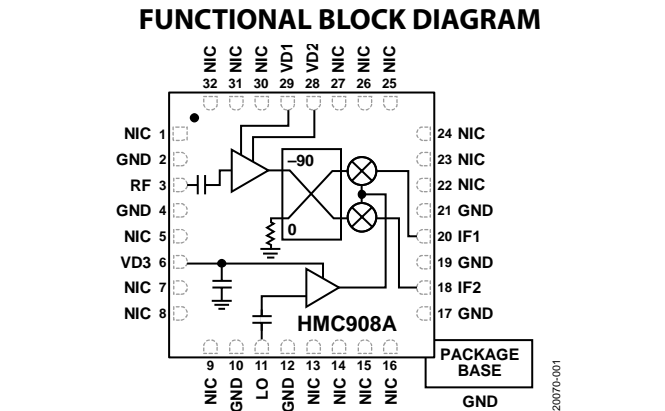 FUNCTIONAL BLOCK DIAGRAM
NIC NIC NIC VD1 VD2 NIC NIC NIC
32 31 30 29 28 27 26 25
NIC 1
GND 2
RF 3
GND 4
NIC 5
VD3 6
NIC 7
NIC 8
–90
0
HMC908A
24 NIC
23 NIC
22 NIC
21 GND
20 IF1
19 GND
18 IF2
17 GND
9 10 11 12 13 14 15 16
NIC GND LO GND NIC NIC NIC NIC
PACKAGE
BASE
GND
20070-001